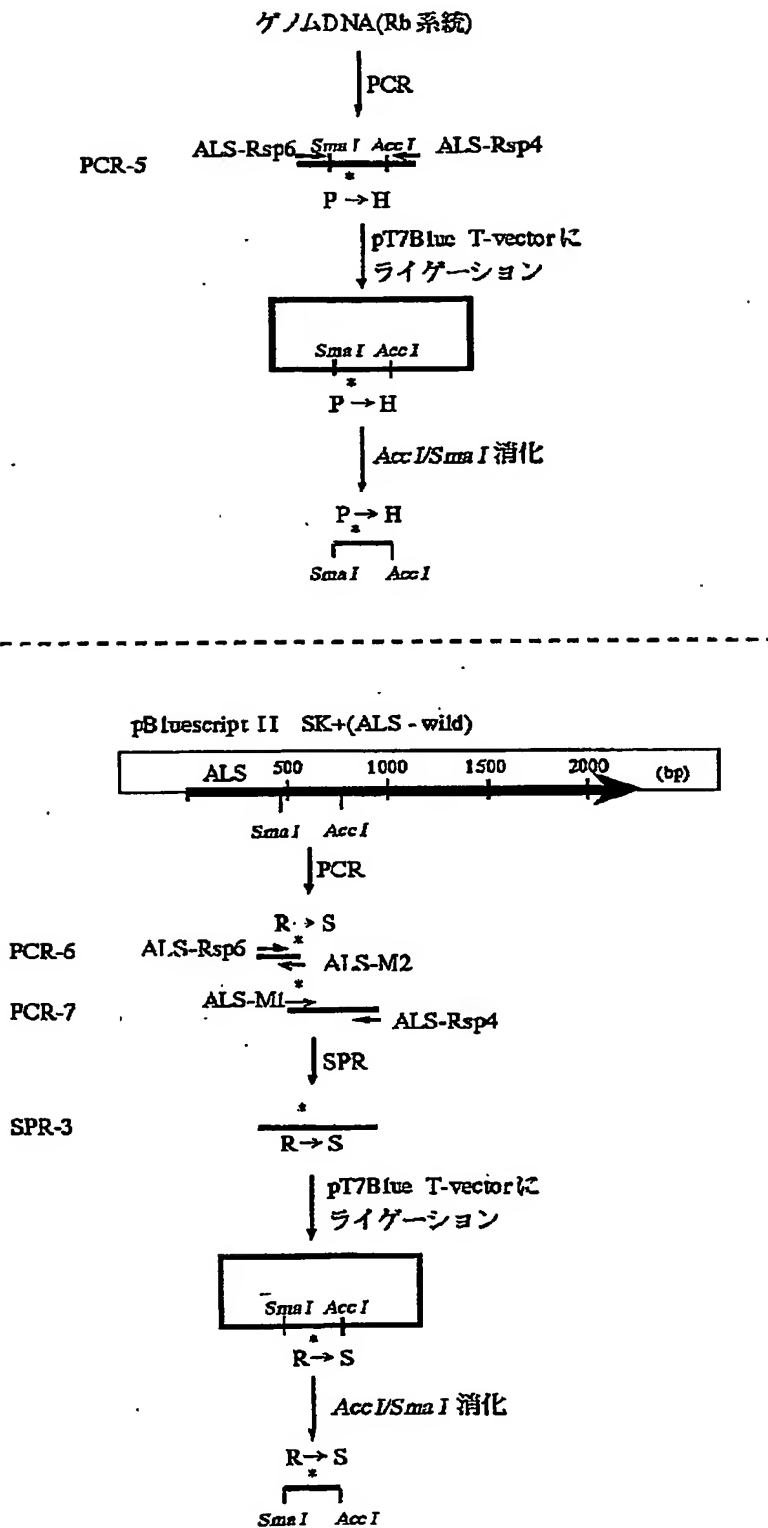 ゲノムDNA(Rb 系統)
PCR
PCR-5 ALS-Rsp6 Sma I Acc I ALS-Rsp4
*
P → H
pT7Blue T-vectorに
ライゲーション
Sma I Acc I
*
P → H
Acc I/Sma I 消化
P → H
*
Sma I Acc I
pBluescript II SK+(ALS - wild)
ALS 500 1000 1500 2000 (bp)
Sma I Acc I
PCR
R → S
*
PCR-6 ALS-Rsp6
ALS-M2
*
PCR-7 ALS-M1
ALS-Rsp4
SPR
*
SPR-3
R → S
pT7Blue T-vectorに
ライゲーション
Sma I Acc I
*
R → S
Acc I/Sma I 消化
R → S
*
Sma I Acc I